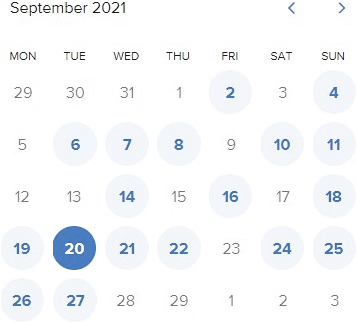 September 2021
MON TUE WED THU FRI SAT SUN
29 30 31 1 2 3 4
5 6 7 8 9 10 11
12 13 14 15 16 17 18
19 20 21 22 23 24 25
26 27 28 29 1 2 3